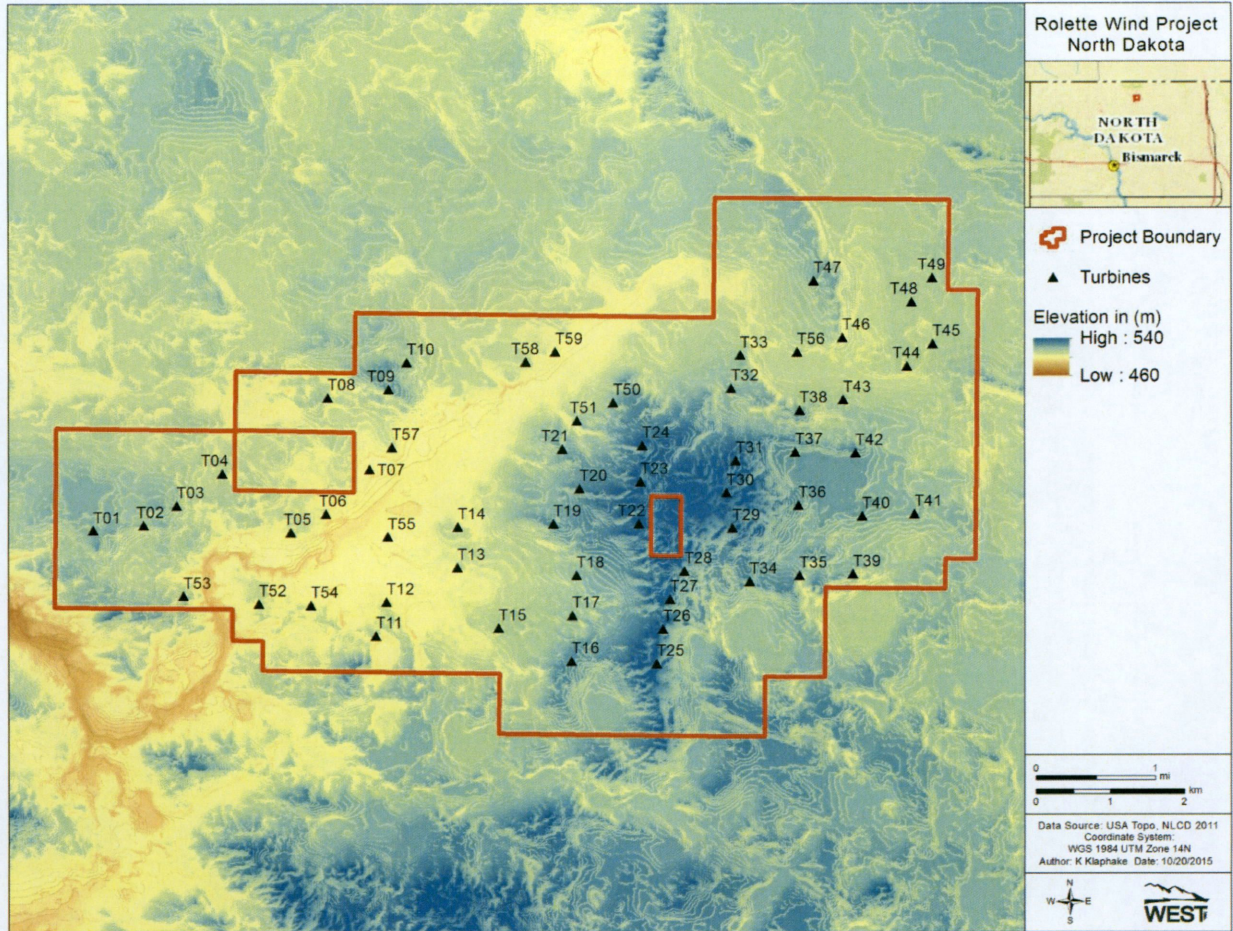 Rolette Wind Project
North Dakota
NORTH
DAKOTA
Bismarck
Project Boundary
Turbines
Elevation in (m)
High : 540
Low : 460
0 1
mi
km
0 1 2
Data Source: USA Topo, NLCD 2011
Coordinate System:
WGS 1984 UTM Zone 14N
Author: K Klaphake Date: 10/20/2015
N
W E
S
WEST
T47
T49
T48
T46
T45
T59
T58
T33
T56
T44
T10
T09
T08
T32
T43
T50
T38
T51
T57
T24
T21
T37
T42
T31
T07
T04
T23
T20
T30
T03
T06
T36
T40
T41
T01
T02
T05
T55
T14
T19
T22
T29
T13
T18
T28
T34
T35
T39
T53
T52
T54
T12
T27
T17
T11
T15
T26
T16
T25